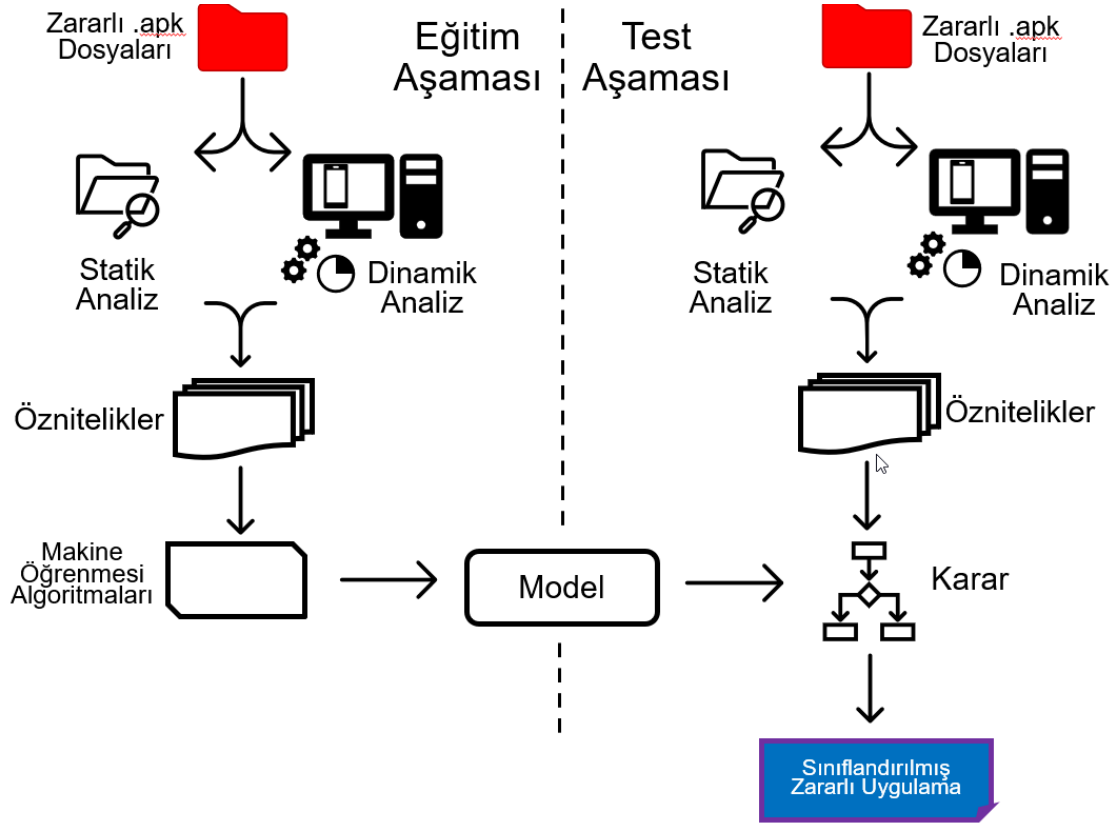 Zararlı .apk
Dosyaları
Eğitim
Aşaması
Statik
Analiz
Dinamik
Analiz
Öznitelikler
Makine
Öğrenmesi
Algoritmaları
Model
Test
Aşaması
Zararlı .apk
Dosyaları
Statik
Analiz
Dinamik
Analiz
Öznitelikler
Karar
Sınıflandırılmış
Zararlı Uygulama